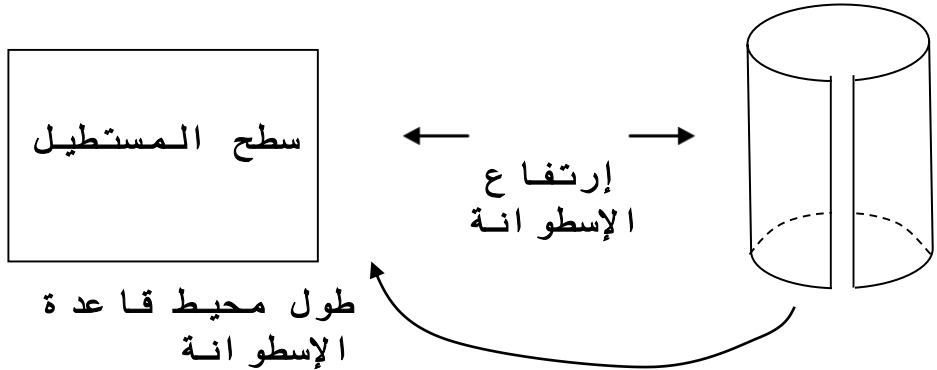 سطح المستطيل
إرتفاع
الإسطوانة
طول محيط قاعدة
الإسطوانة